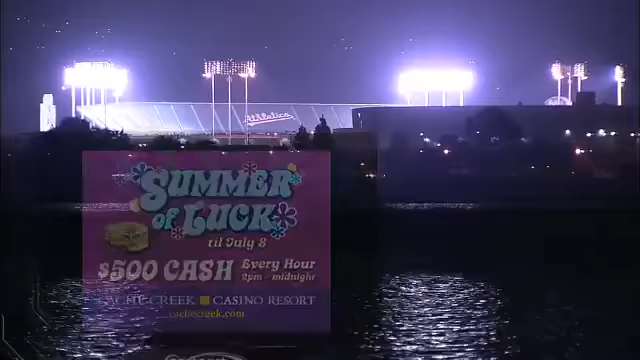 Athletics
SUMMER
of LUCK
til July 8
$500 CASH
Every Hour
2pm - midnight
CACHE CREEK CASINO RESORT
cachecreek.com